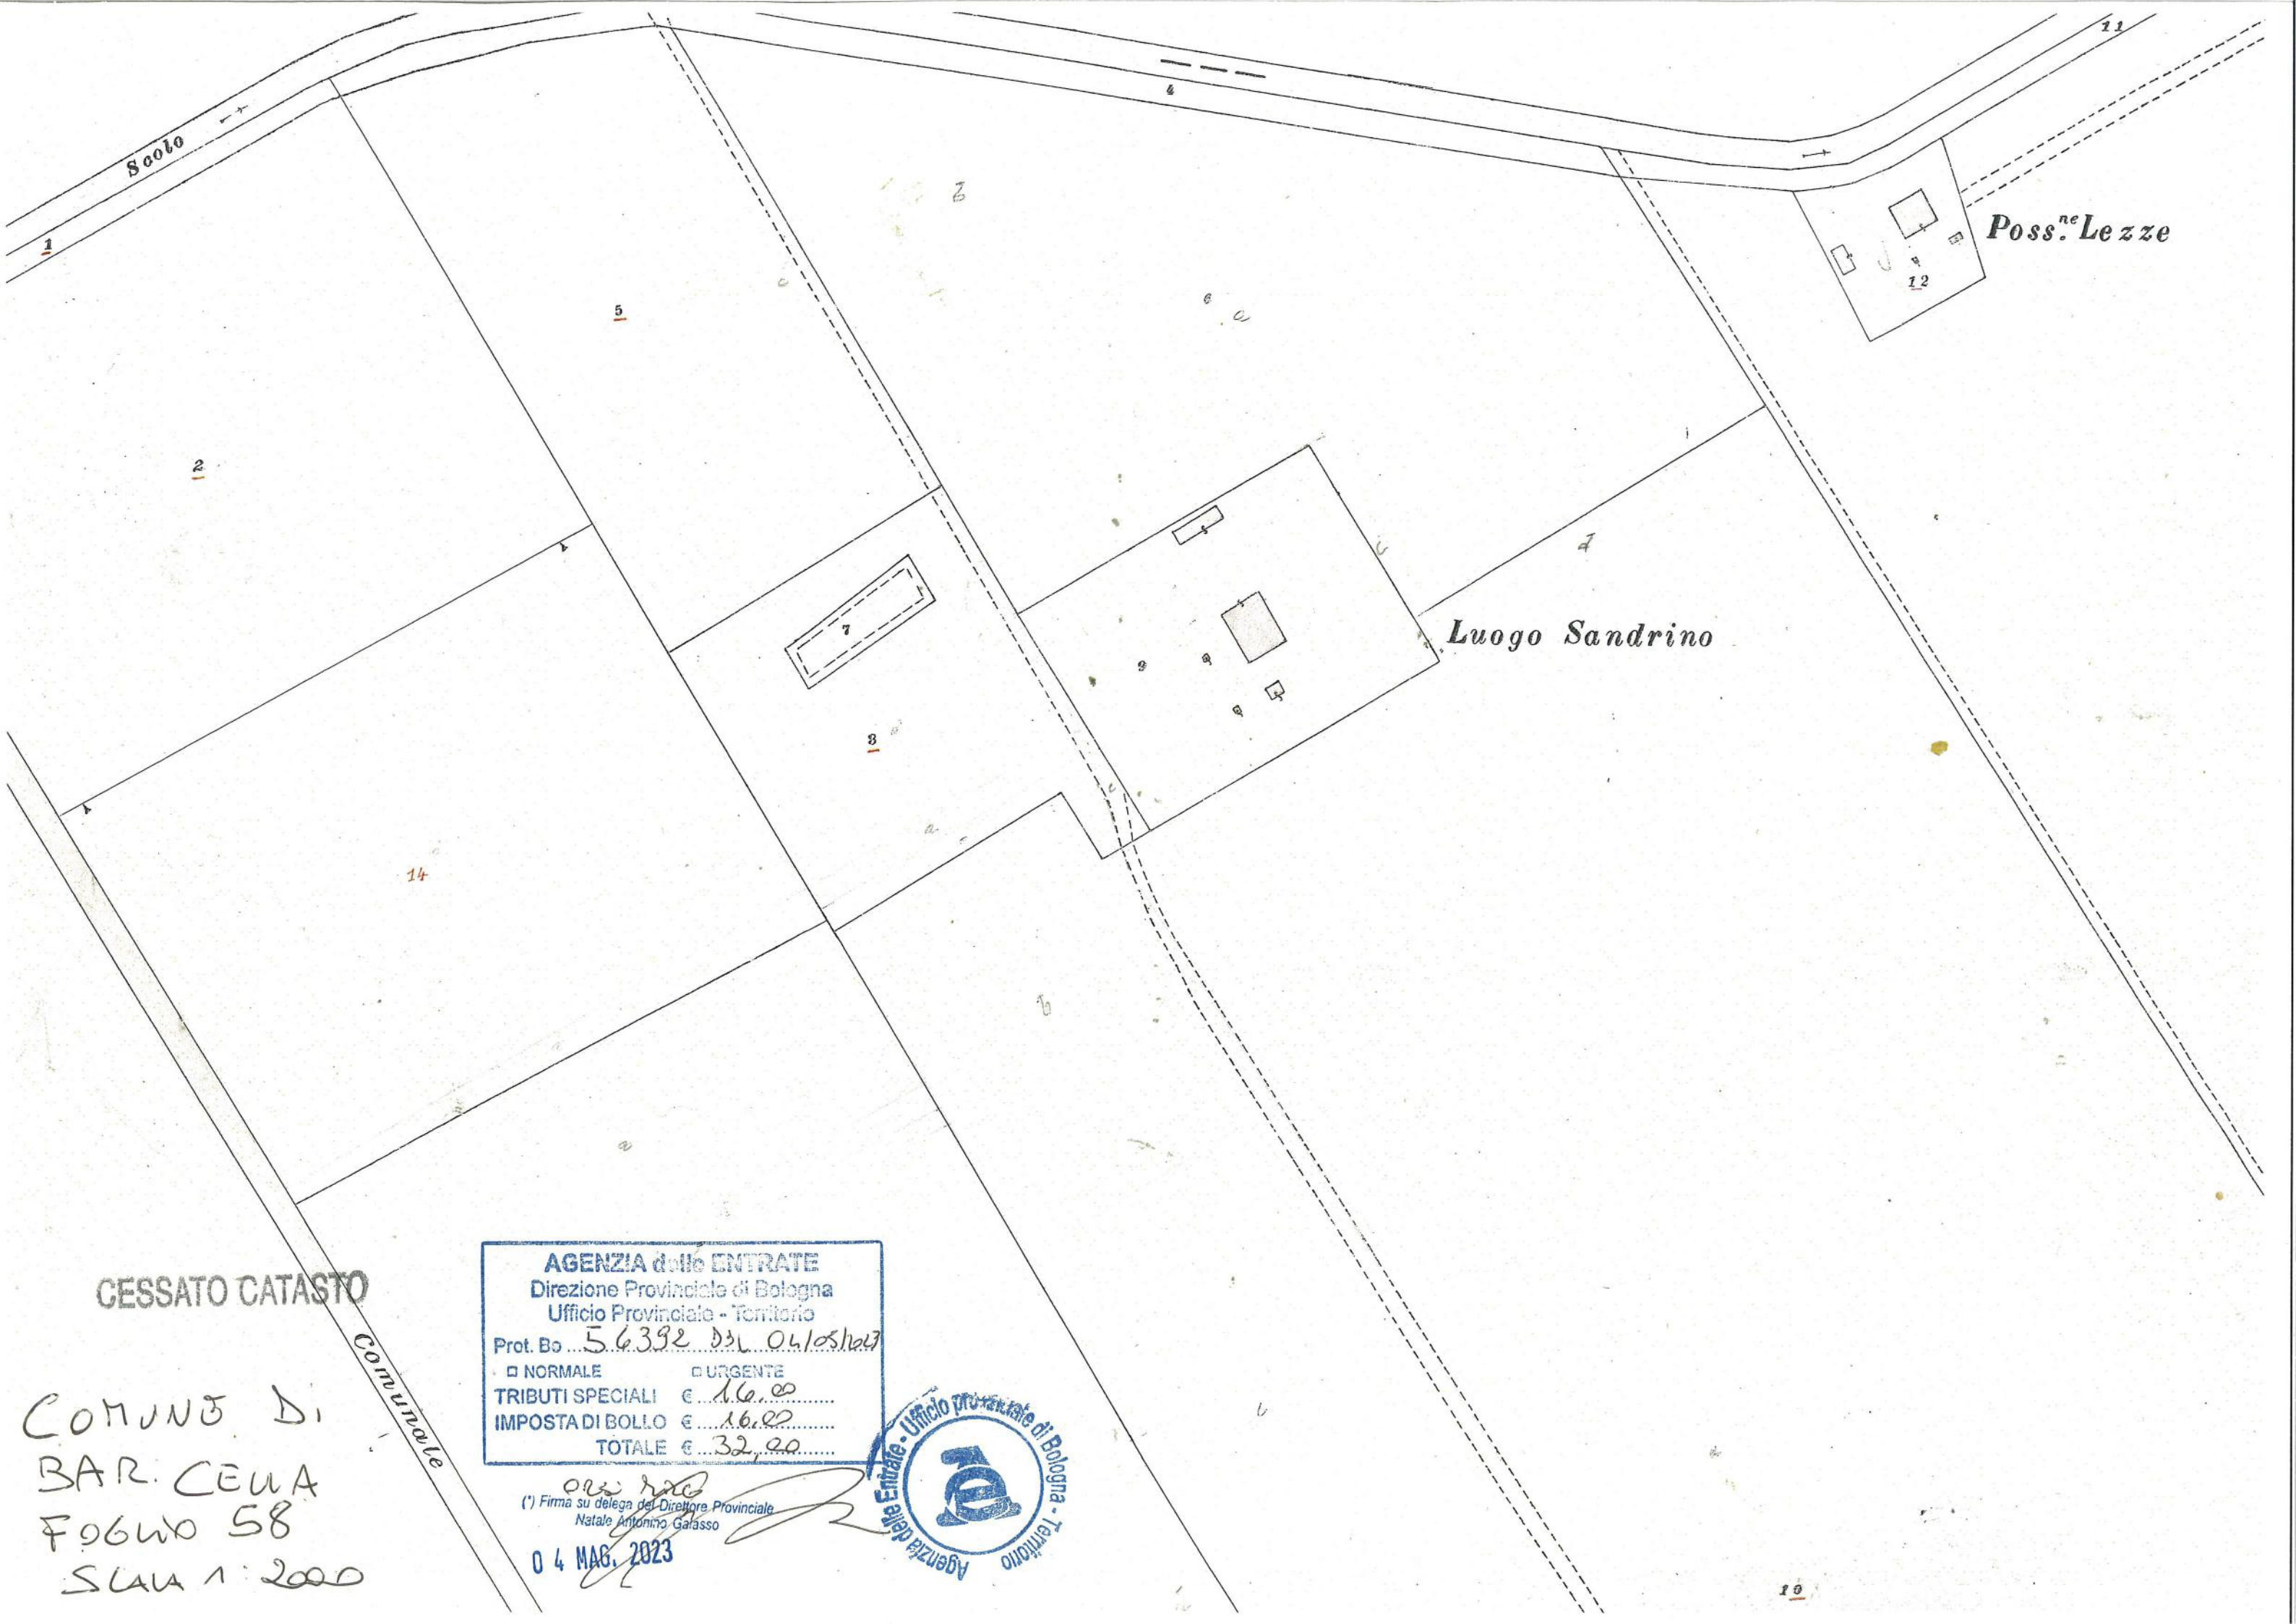 11
4
Scolo
1
b
Poss.ne Lezze
12
5
6
2
Luogo Sandrino
7
9
8
14
10
CESSATO CATASTO
Comunale
AGENZIA delle ENTRATE
Direzione Provinciale di Bologna
Ufficio Provinciale - Territorio
Prot. Bo ... 56392 DEL 04/05/2023
NORMALE URGENTE
TRIBUTI SPECIALI € 16,00
IMPOSTA DI BOLLO € 16,00
TOTALE € 32,00
(*) Firma su delega del Direttore Provinciale
Natale Antonino Galasso
04 MAG. 2023
Agenzia delle Entrate - Ufficio provinciale di Bologna - Territorio
COMUNE DI
BARICELLA
FOGLIO 58
SCALA 1:2000